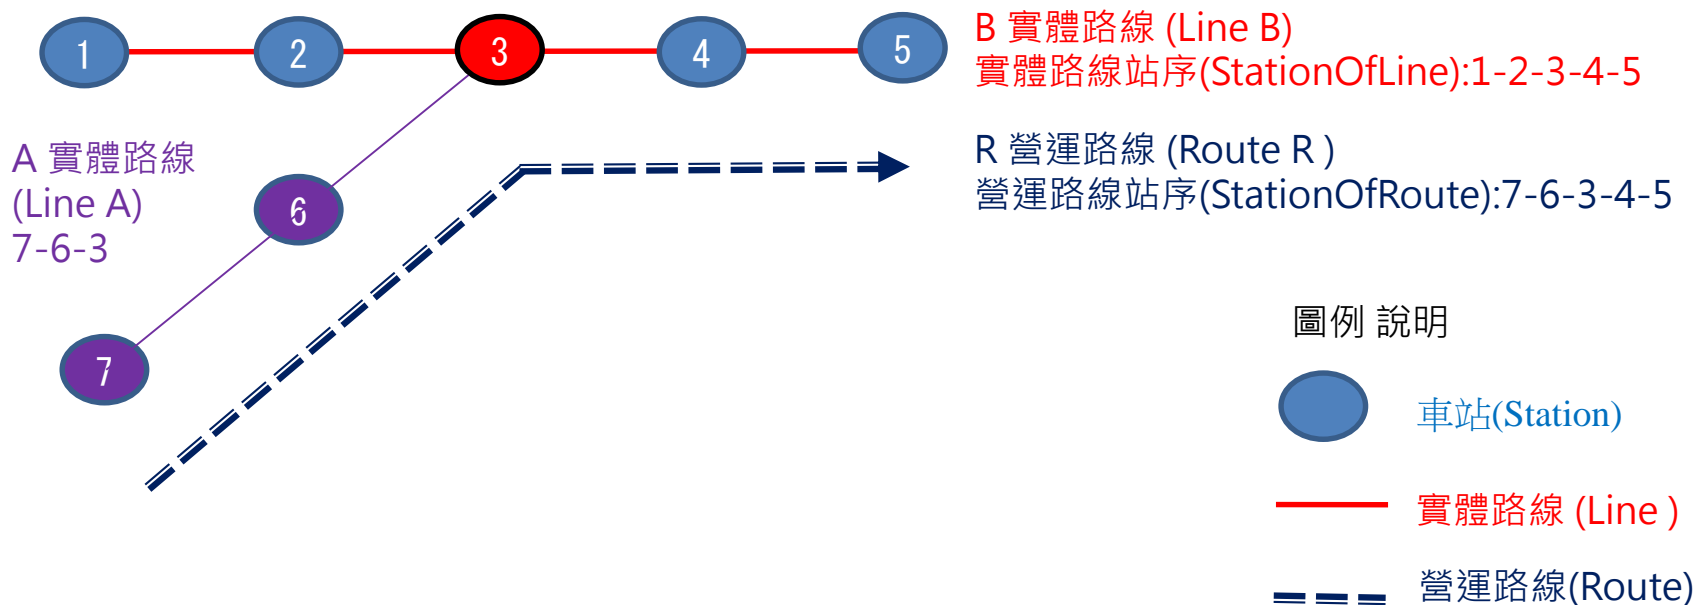 1
2
3
4
5
B 實體路線 (Line B)
實體路線站序(StationOfLine):1-2-3-4-5
A 實體路線
(Line A)
7-6-3
R 營運路線 (Route R )
營運路線站序(StationOfRoute):7-6-3-4-5
6
7
圖例 說明
車站(Station)
實體路線 (Line )
營運路線(Route)